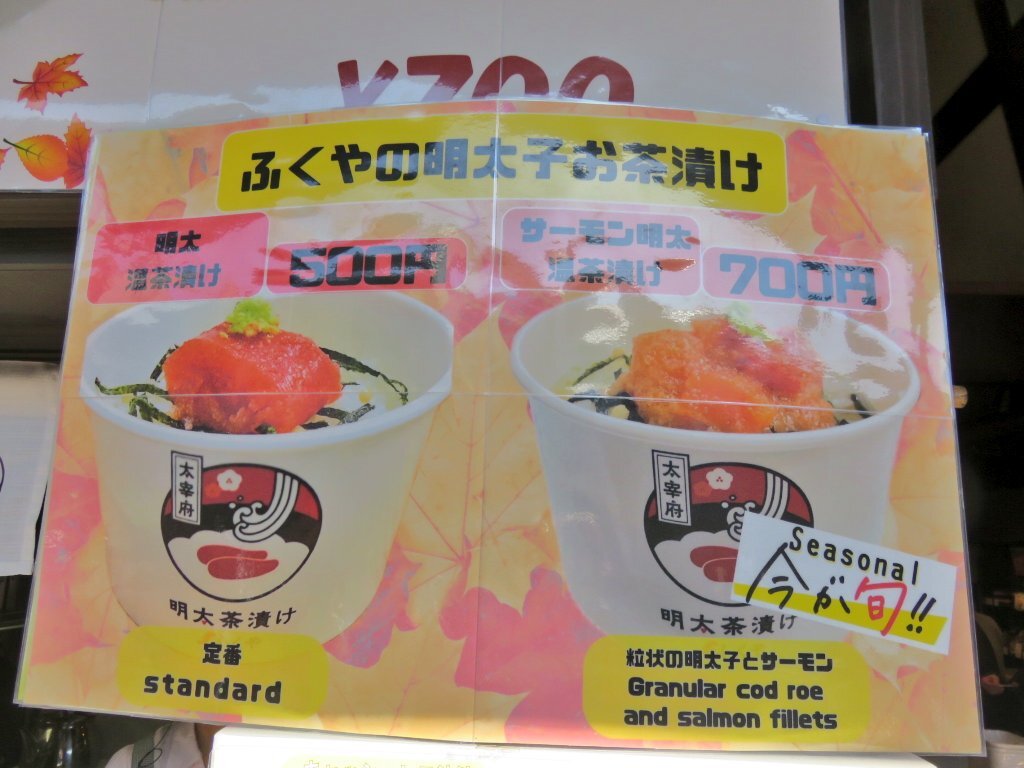 ¥700
ふくやの明太子お茶漬け
明太
温茶漬け
500円
サーモン明太
温茶漬け
700円
太宰府
明太茶漬け
太宰府
明太茶漬け
Seasonal
今が旬!!
定番
standard
粒状の明太子とサーモン
Granular cod roe
and salmon fillets